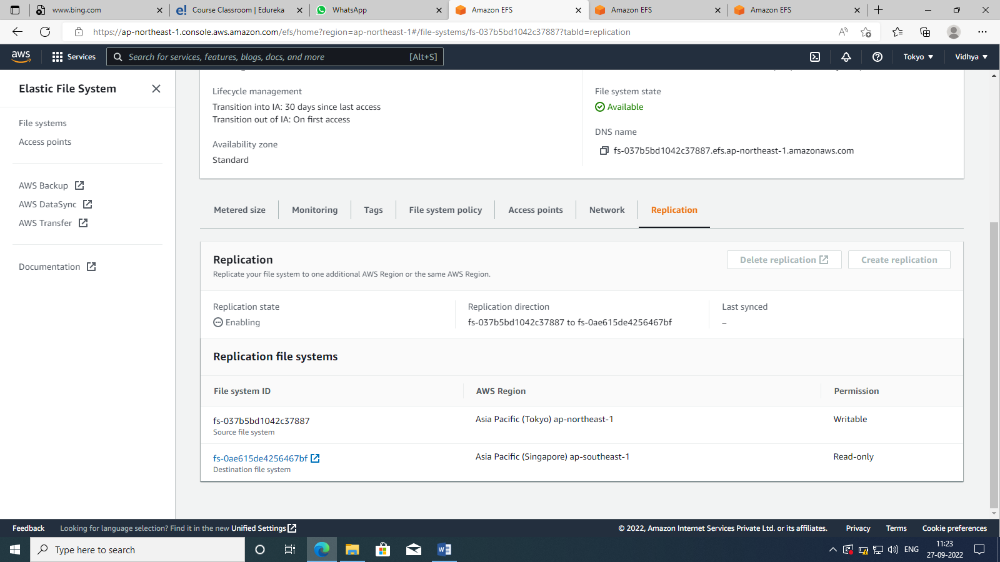 www.bing.com
Course Classroom | Edureka
WhatsApp
Amazon EFS
Amazon EFS
Amazon EFS
https://ap-northeast-1.console.aws.amazon.com/efs/home?region=ap-northeast-1#/file-systems/fs-037b5bd1042c37887?tabId=replication
aws
Services
Search for services, features, blogs, docs, and more
[Alt+S]
Tokyo
Vidhya
Elastic File System
File systems
Access points
AWS Backup
AWS DataSync
AWS Transfer
Documentation
Lifecycle management
Transition into IA: 30 days since last access
Transition out of IA: On first access
Availability zone
Standard
File system state
Available
DNS name
fs-037b5bd1042c37887.efs.ap-northeast-1.amazonaws.com
Metered size
Monitoring
Tags
File system policy
Access points
Network
Replication
Replication
Replicate your file system to one additional AWS Region or the same AWS Region.
Delete replication
Create replication
Replication state
Enabling
Replication direction
fs-037b5bd1042c37887 to fs-0ae615de4256467bf
Last synced
–
Replication file systems
File system ID
AWS Region
Permission
fs-037b5bd1042c37887
Source file system
Asia Pacific (Tokyo) ap-northeast-1
Writable
fs-0ae615de4256467bf
Destination file system
Asia Pacific (Singapore) ap-southeast-1
Read-only
Feedback
Looking for language selection? Find it in the new Unified Settings
© 2022, Amazon Internet Services Private Ltd. or its affiliates.
Privacy
Terms
Cookie preferences
Type here to search
ENG
11:23
27-09-2022